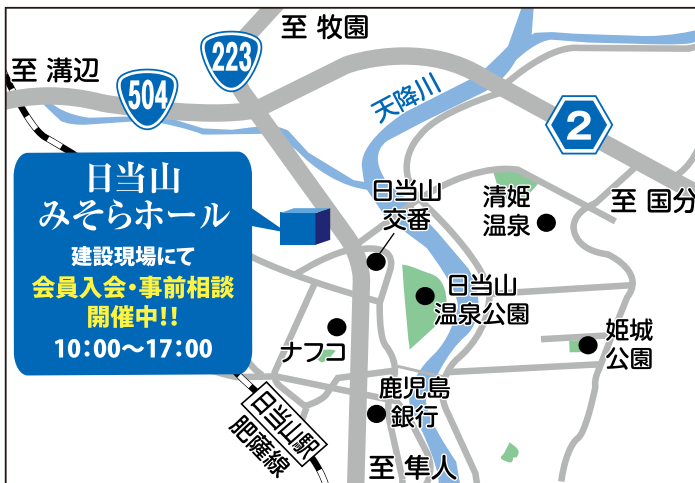 至 牧園
223
至 溝辺
504
天降川
2
日当山
みそらホール
建設現場にて
会員入会・事前相談
開催中!!
10:00～17:00
日当山
交番
清姫
温泉
至 国分
日当山
温泉公園
ナフコ
姫城
公園
鹿児島
銀行
日当山駅
肥薩線
至 隼人